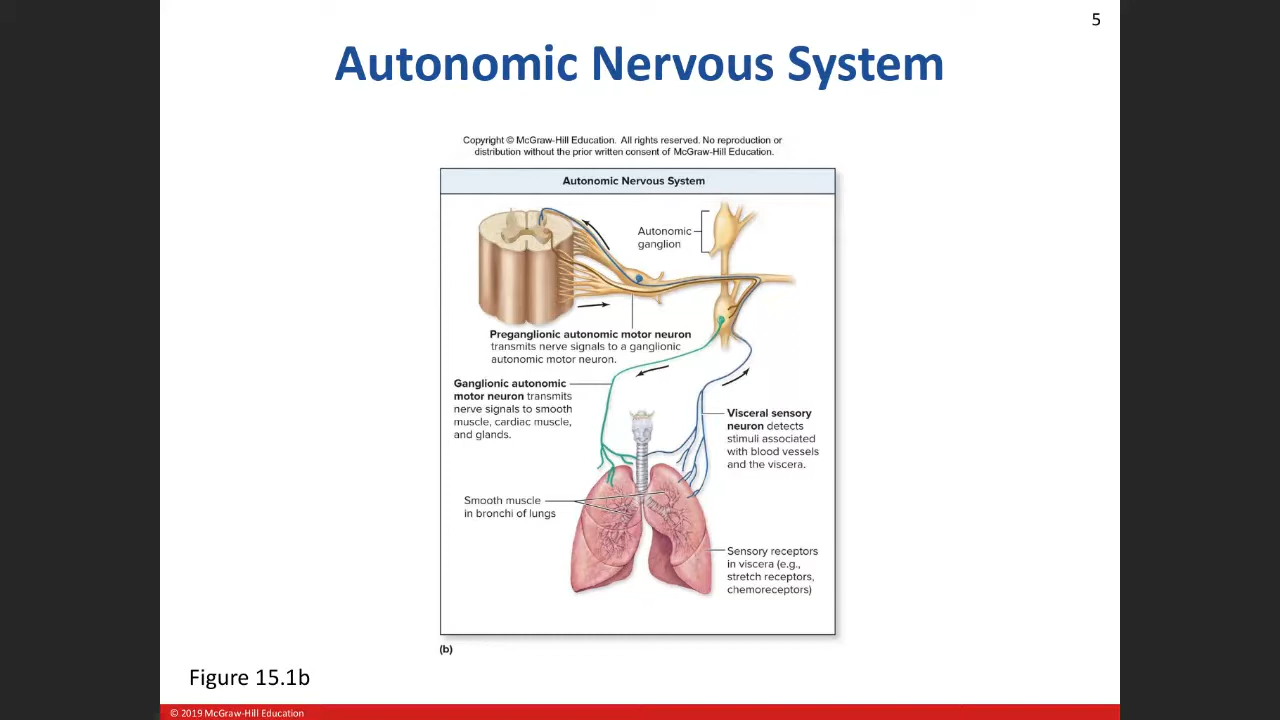 5
Autonomic Nervous System
Copyright © McGraw-Hill Education. All rights reserved. No reproduction or
distribution without the prior written consent of McGraw-Hill Education.
Autonomic Nervous System
Autonomic
ganglion
Preganglionic autonomic motor neuron
transmits nerve signals to a ganglionic
autonomic motor neuron.
Ganglionic autonomic
motor neuron transmits
nerve signals to smooth
muscle, cardiac muscle,
and glands.
Visceral sensory
neuron detects
stimuli associated
with blood vessels
and the viscera.
Smooth muscle
in bronchi of lungs
Sensory receptors
in viscera (e.g.,
stretch receptors,
chemoreceptors)
(b)
Figure 15.1b
© 2019 McGraw-Hill Education